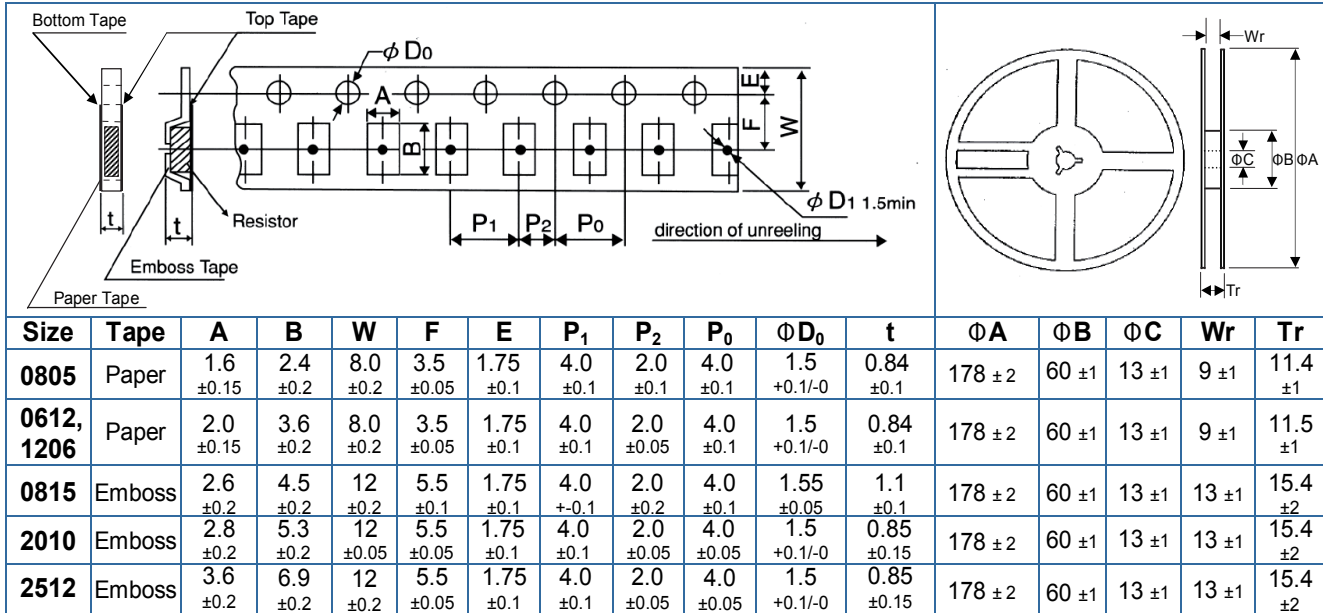 Bottom Tape
Top Tape
ϕ D0
A
B
E
F
W
t
t
Resistor
Emboss Tape
Paper Tape
P1
P2
P0
ϕ D1 1.5min
direction of unreeling
Wr
ΦC
ΦB
ΦA
Tr
Size Tape A B W F E P1 P2 P0 ΦD0 t ΦA ΦB ΦC Wr Tr
0805 Paper 1.6 2.4 8.0 3.5 1.75 4.0 2.0 4.0 1.5 0.84 178 ±2 60 ±1 13 ±1 9 ±1 11.4
±0.15 ±0.2 ±0.2 ±0.05 ±0.1 ±0.1 ±0.1 ±0.1 +0.1/-0 ±0.1 ±1
0612, 1206 Paper 2.0 3.6 8.0 3.5 1.75 4.0 2.0 4.0 1.5 0.84 178 ±2 60 ±1 13 ±1 9 ±1 11.5
±0.15 ±0.2 ±0.2 ±0.05 ±0.1 ±0.1 ±0.05 ±0.1 +0.1/-0 ±0.1 ±1
0815 Emboss 2.6 4.5 12 5.5 1.75 4.0 2.0 4.0 1.55 1.1 178 ±2 60 ±1 13 ±1 13 ±1 15.4
±0.2 ±0.2 ±0.2 ±0.1 ±0.1 +-0.1 ±0.2 ±0.1 ±0.05 ±0.1 ±2
2010 Emboss 2.8 5.3 12 5.5 1.75 4.0 2.0 4.0 1.5 0.85 178 ±2 60 ±1 13 ±1 13 ±1 15.4
±0.2 ±0.2 ±0.05 ±0.05 ±0.1 ±0.1 ±0.05 ±0.05 +0.1/-0 ±0.15 ±2
2512 Emboss 3.6 6.9 12 5.5 1.75 4.0 2.0 4.0 1.5 0.85 178 ±2 60 ±1 13 ±1 13 ±1 15.4
±0.2 ±0.2 ±0.2 ±0.05 ±0.1 ±0.1 ±0.05 ±0.05 +0.1/-0 ±0.15 ±2